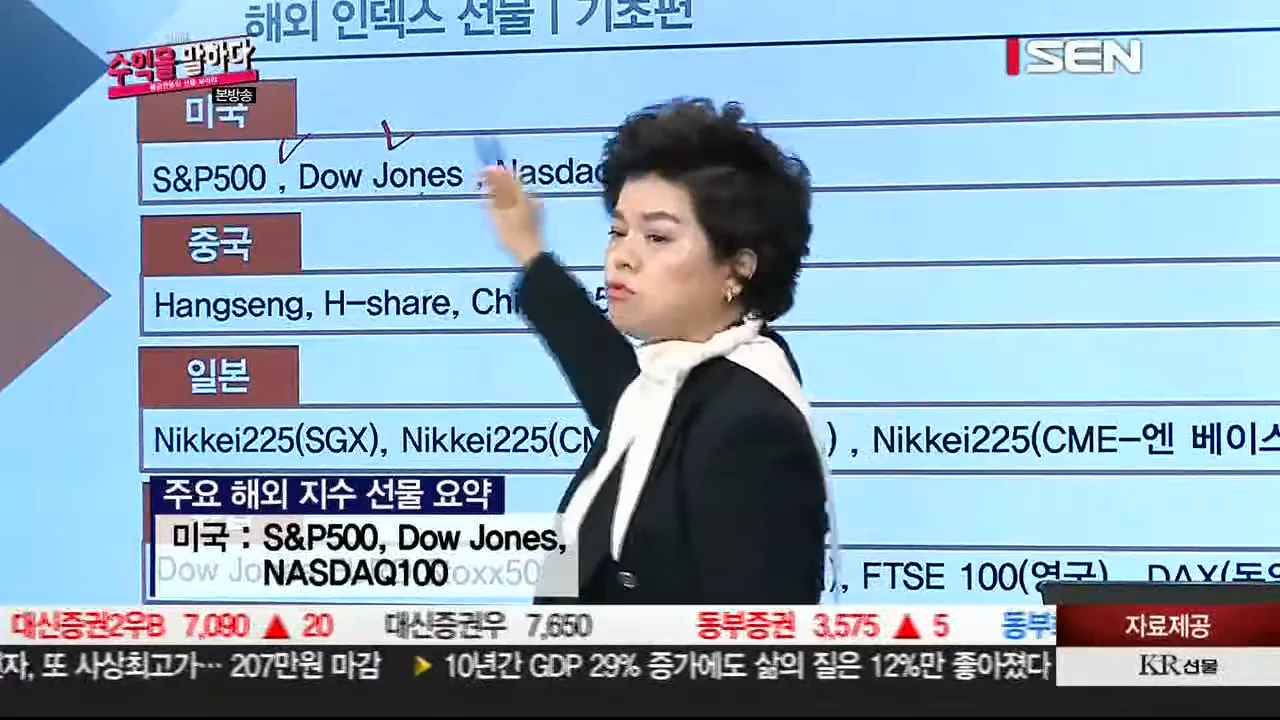 해외 인덱스 선물 | 기초편
수익을 말하다
본방송
SEN
미국
S&P500 , Dow Jones , Nasdaq
중국
Hangseng, H-share,
일본
Nikkei225(SGX), Nikkei225(CM ) , Nikkei225(CME-엔 베이스
주요 해외 지수 선물 요약
미국 : S&P500, Dow Jones,
NASDAQ100
), FTSE 100(영국)
대신증권2우B 7,090 ▲ 20 대신증권우 7,650 동부증권 3,575 ▲ 5 동부
자료제공
또 사상최고가… 207만원 마감 ▶ 10년간 GDP 29% 증가에도 삶의 질은 12%만 좋아졌다
KR선물